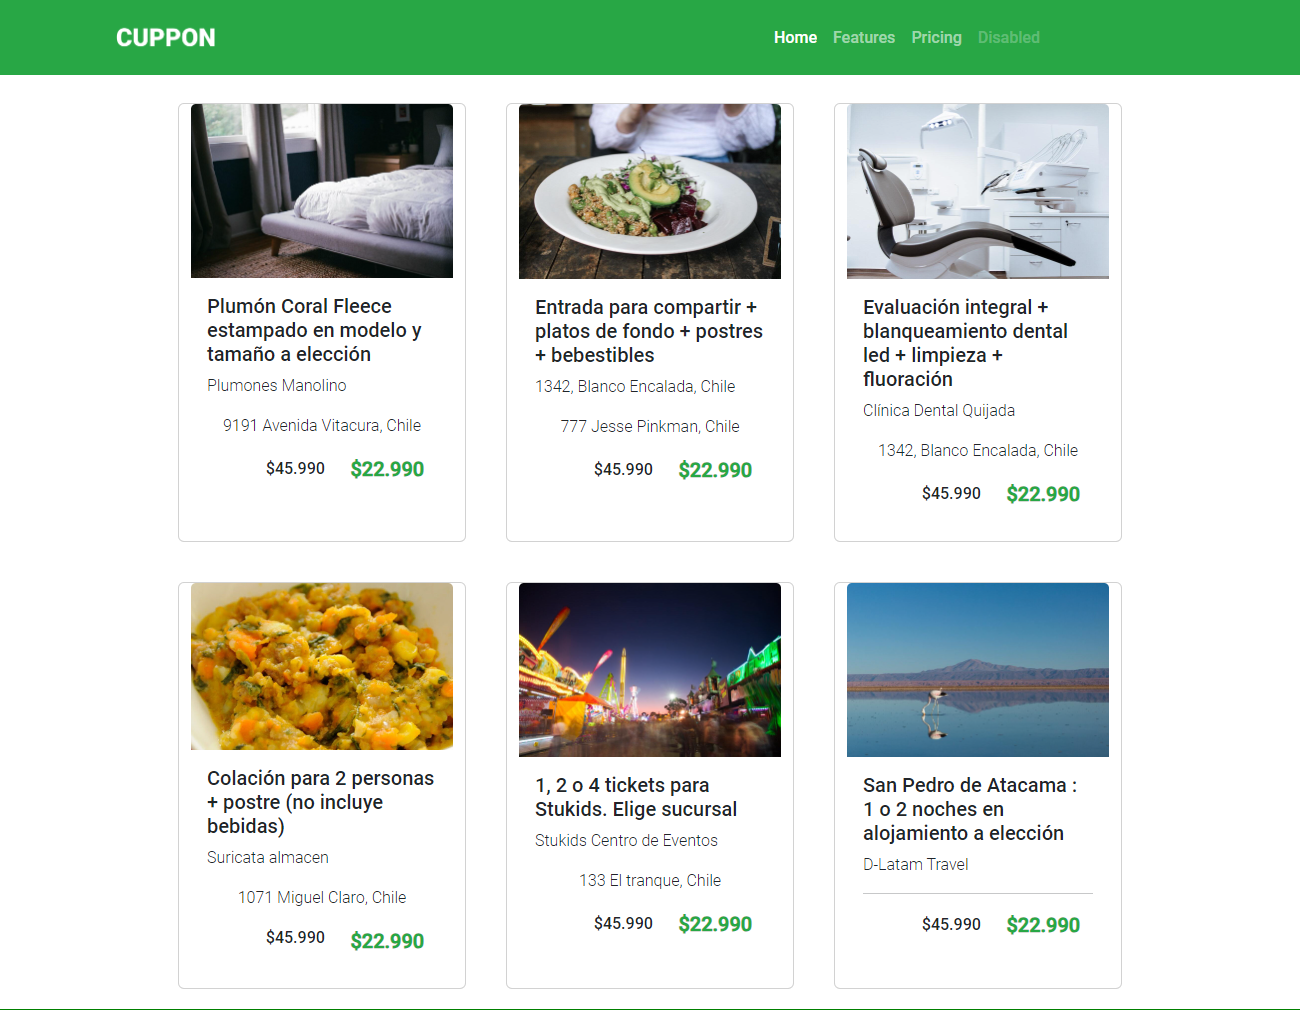 CUPPON
Home Features Pricing Disabled
Plumón Coral Fleece
estampado en modelo y
tamaño a elección
Plumones Manolino
9191 Avenida Vitacura, Chile
$45.990 $22.990
Entrada para compartir +
platos de fondo + postres
+ bebestibles
1342, Blanco Encalada, Chile
777 Jesse Pinkman, Chile
$45.990 $22.990
Evaluación integral +
blanqueamiento dental
led + limpieza +
fluoración
Clínica Dental Quijada
1342, Blanco Encalada, Chile
$45.990 $22.990
Colación para 2 personas
+ postre (no incluye
bebidas)
Suricata almacen
1071 Miguel Claro, Chile
$45.990 $22.990
1, 2 o 4 tickets para
Stukids. Elige sucursal
Stukids Centro de Eventos
133 El tranque, Chile
$45.990 $22.990
San Pedro de Atacama :
1 o 2 noches en
alojamiento a elección
D-Latam Travel
$45.990 $22.990